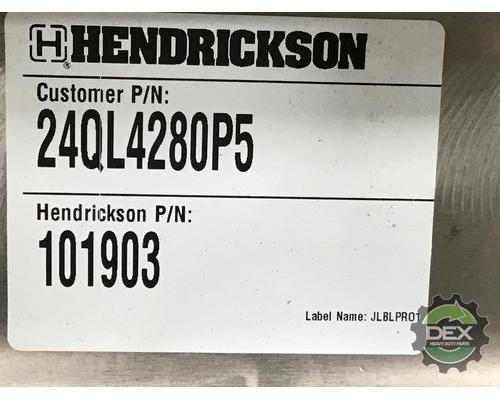 HENDRICKSON
Customer P/N:
24QL4280P5
Hendrickson P/N:
101903
Label Name: JLBLPRO1
DEX
HEAVY DUTY PARTS